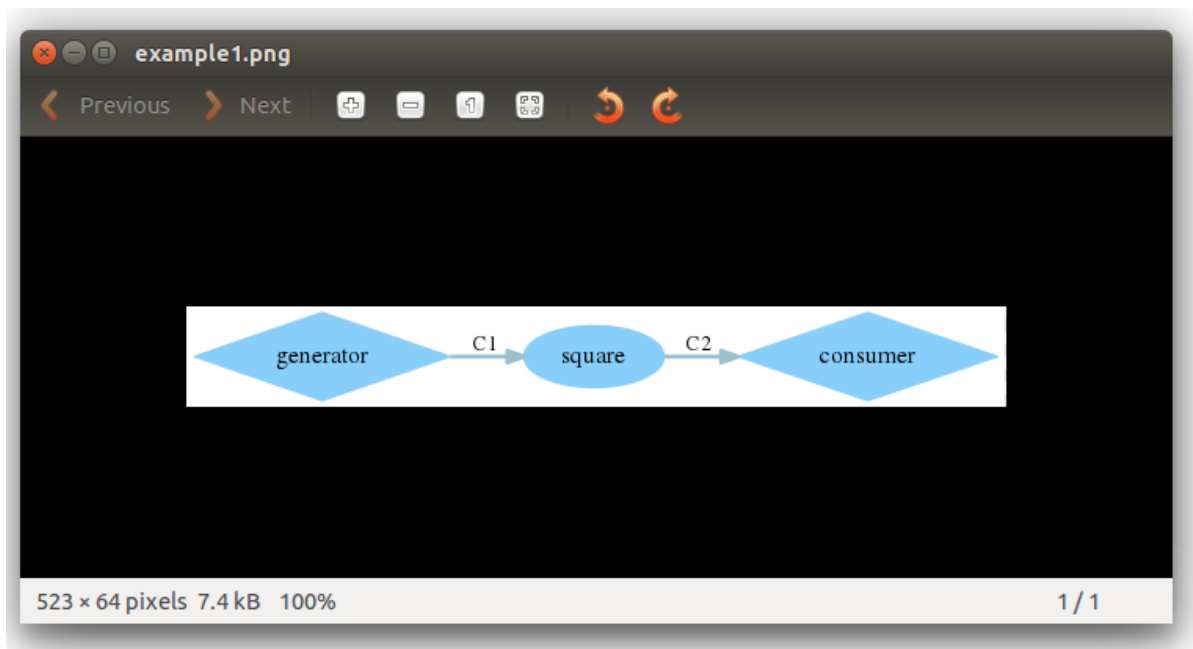 example1.png
Previous Next
generator C1 square C2 consumer
523 × 64 pixels 7.4 kB 100% 1 / 1